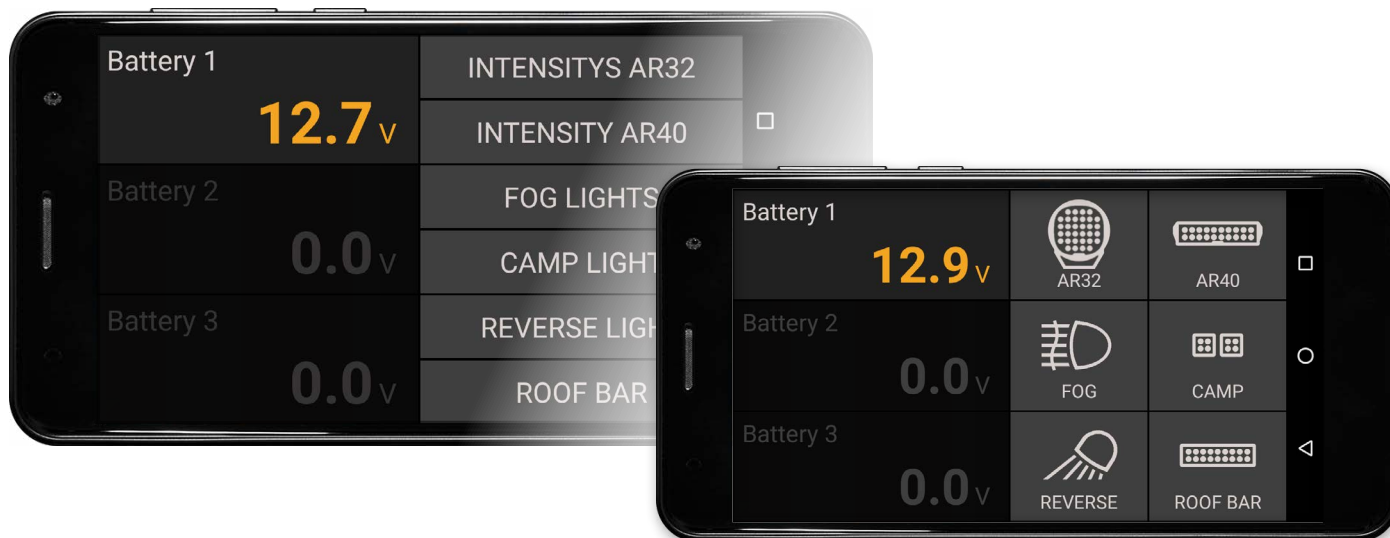 Battery 1
12.7 V
Battery 2
0.0 V
Battery 3
0.0 V
INTENSITYS AR32
INTENSITY AR40
FOG LIGHTS
CAMP LIGHT
REVERSE LIGH
ROOF BAR
Battery 1
12.9 V
Battery 2
0.0 V
Battery 3
0.0 V
AR32
AR40
FOG
CAMP
REVERSE
ROOF BAR